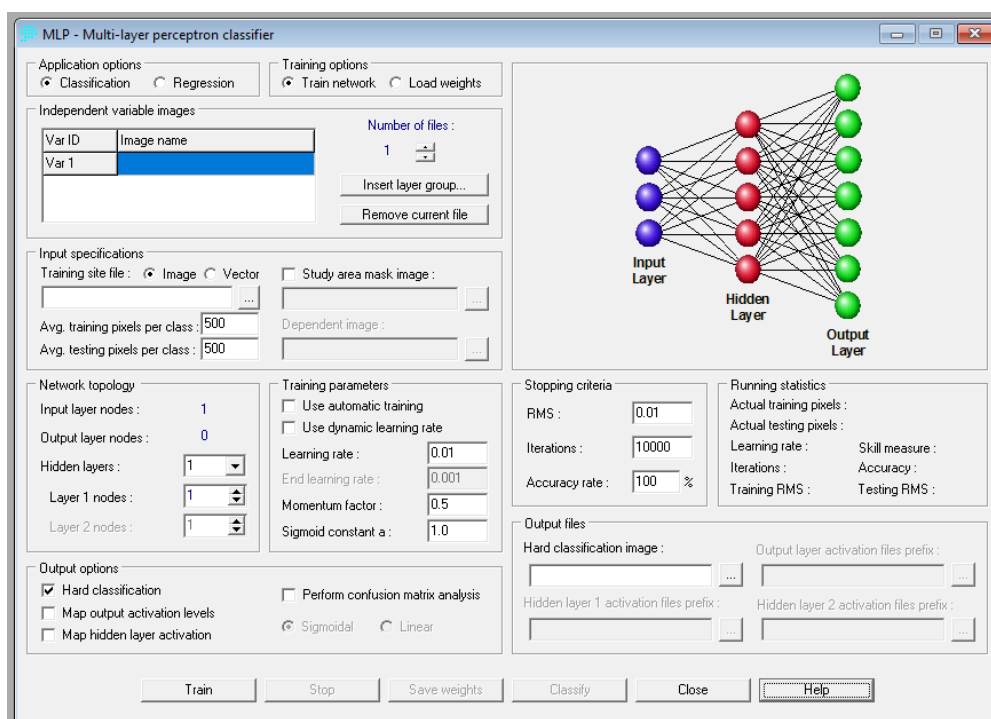 MLP - Multi-layer perceptron classifier
Application options
Classification Regression
Training options
Train network Load weights
Independent variable images
Var ID Image name
Var 1
Number of files :
1
Insert layer group...
Remove current file
Input Layer
Hidden Layer
Output Layer
Input specifications
Training site file : Image Vector
...
Avg. training pixels per class : 500
Avg. testing pixels per class : 500
Study area mask image :
...
Dependent image :
...
Network topology
Input layer nodes : 1
Output layer nodes : 0
Hidden layers : 1
Layer 1 nodes : 1
Layer 2 nodes : 1
Training parameters
Use automatic training
Use dynamic learning rate
Learning rate : 0.01
End learning rate : 0.001
Momentum factor : 0.5
Sigmoid constant a : 1.0
Stopping criteria
RMS : 0.01
Iterations : 10000
Accuracy rate : 100 %
Running statistics
Actual training pixels :
Actual testing pixels :
Learning rate : Skill measure :
Iterations : Accuracy :
Training RMS : Testing RMS :
Output options
Hard classification
Map output activation levels
Map hidden layer activation
Perform confusion matrix analysis
Sigmoidal Linear
Output files
Hard classification image :
...
Output layer activation files prefix :
...
Hidden layer 1 activation files prefix :
...
Hidden layer 2 activation files prefix :
...
Train Stop Save weights Classify Close Help